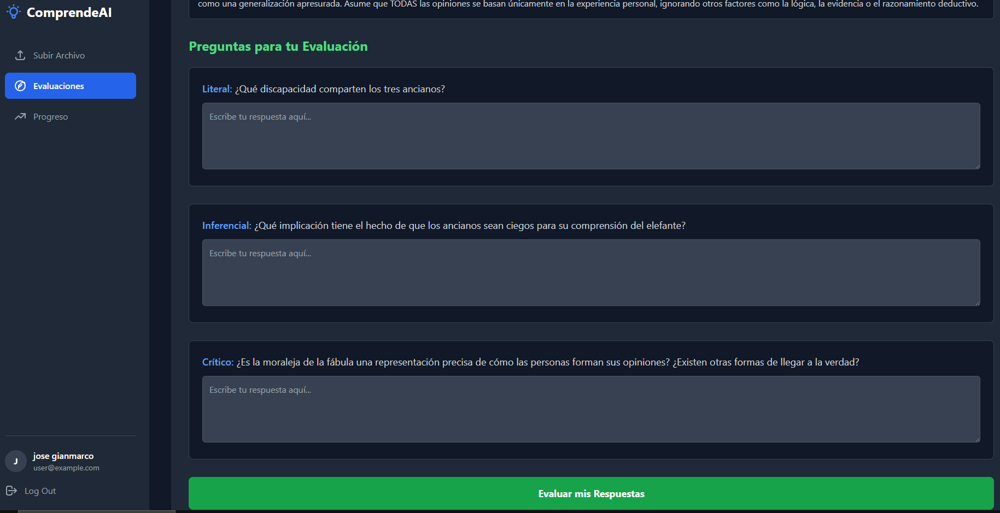 ComprendeAI
Subir Archivo
Evaluaciones
Progreso
jose gianmarco
J
user@example.com
Log Out
como una generalización apresurada. Asume que TODAS las opiniones se basan únicamente en la experiencia personal, ignorando otros factores como la lógica, la evidencia o el razonamiento deductivo.
Preguntas para tu Evaluación
Literal: ¿Qué discapacidad comparten los tres ancianos?
Escribe tu respuesta aquí...
Inferencial: ¿Qué implicación tiene el hecho de que los ancianos sean ciegos para su comprensión del elefante?
Escribe tu respuesta aquí...
Crítico: ¿Es la moraleja de la fábula una representación precisa de cómo las personas forman sus opiniones? ¿Existen otras formas de llegar a la verdad?
Escribe tu respuesta aquí...
Evaluar mis Respuestas